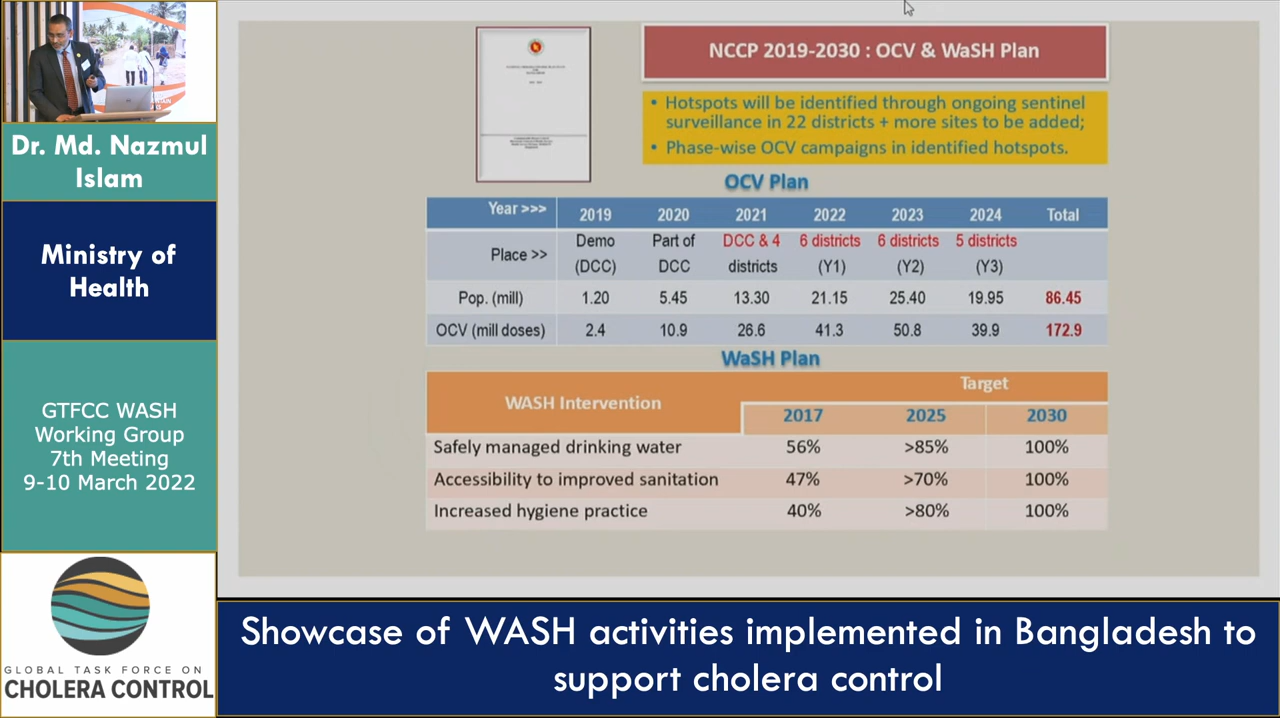 Dr. Md. Nazmul
Islam
Ministry of
Health
GTFCC WASH
Working Group
7th Meeting
9-10 March 2022
GLOBAL TASK FORCE ON
CHOLERA CONTROL
NCCP 2019-2030 : OCV & WaSH Plan
• Hotspots will be identified through ongoing sentinel
surveillance in 22 districts + more sites to be added;
• Phase-wise OCV campaigns in identified hotspots.
OCV Plan
Year >>> 2019 2020 2021 2022 2023 2024 Total
Place >> Demo (DCC) Part of DCC DCC & 4 districts 6 districts (Y1) 6 districts (Y2) 5 districts (Y3)
Pop. (mill) 1.20 5.45 13.30 21.15 25.40 19.95 86.45
OCV (mill doses) 2.4 10.9 26.6 41.3 50.8 39.9 172.9
WaSH Plan
WASH Intervention Target
2017 2025 2030
Safely managed drinking water 56% >85% 100%
Accessibility to improved sanitation 47% >70% 100%
Increased hygiene practice 40% >80% 100%
Showcase of WASH activities implemented in Bangladesh to
support cholera control